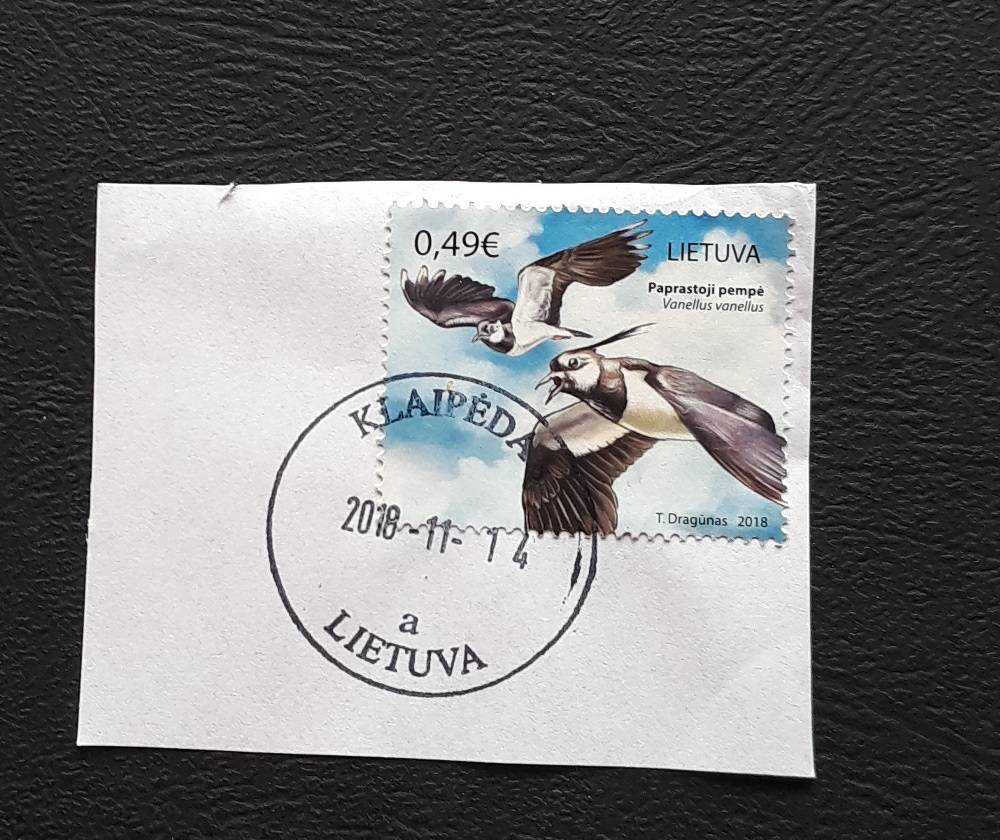 0,49€
LIETUVA
Paprastoji pempė
Vanellus vanellus
T. Dragūnas 2018
KLAIPĖDA
2018-11-14
a
LIETUVA